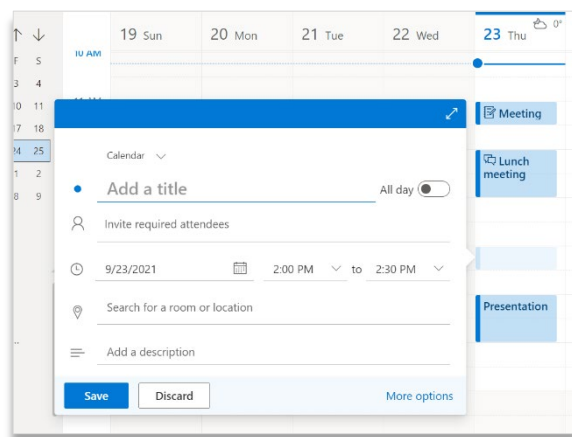 19 Sun 20 Mon 21 Tue 22 Wed 23 Thu 0°
10 AM
F S
3 4
10 11
17 18
24 25
1 2
8 9
Meeting
Calendar
Lunch
meeting
Add a title All day
Invite required attendees
9/23/2021 2:00 PM to 2:30 PM
Search for a room or location
Presentation
Add a description
Save Discard More options